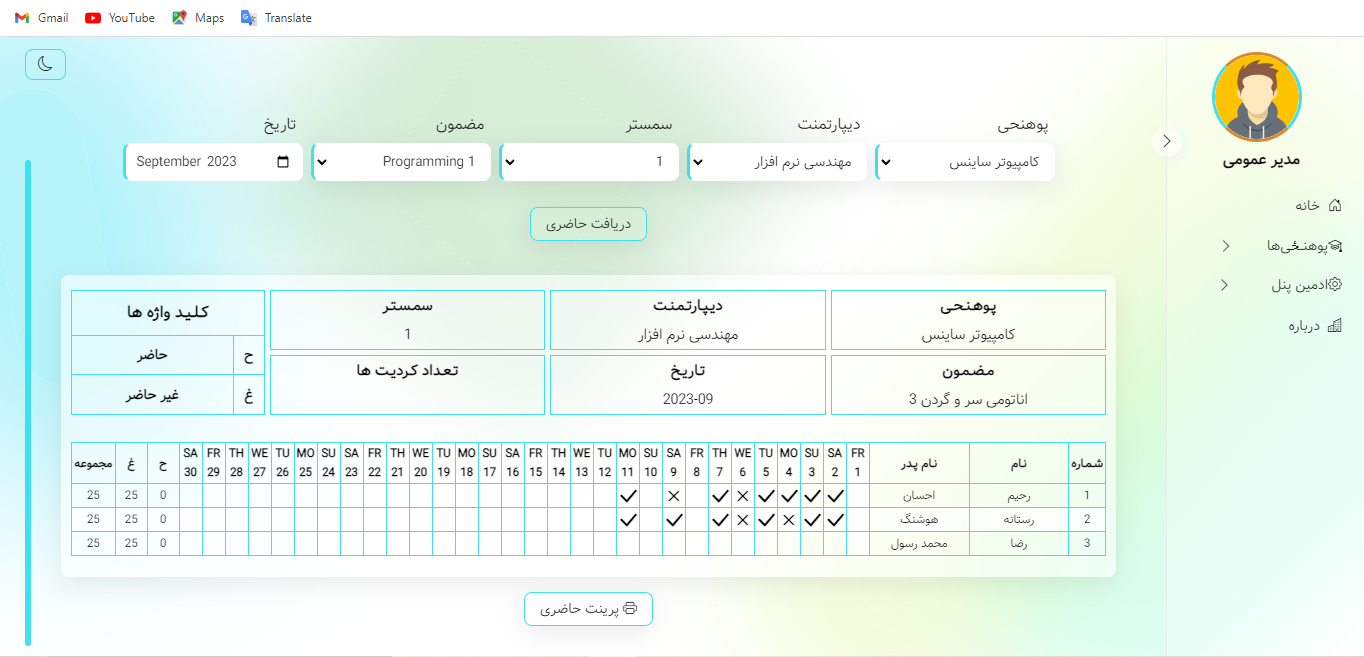 Gmail YouTube Maps Translate
مدیر عمومی
خانه
پوهنځی‌ها
ادمین پنل
درباره
پوهنحی دیپارتمنت سمستر مضمون تاریخ
کامپیوتر ساینس مهندسی نرم افزار 1 Programming 1 September 2023
دریافت حاضری
پوهنحی دیپارتمنت سمستر کلید واژه ها
کامپیوتر ساینس مهندسی نرم افزار 1
ح حاضر
مضمون تاریخ تعداد کردیت ها
اناتومی سر و گردن 3 2023-09
غ غیر حاضر
شماره نام نام پدر FR 1 SA 2 SU 3 MO 4 TU 5 WE 6 TH 7 FR 8 SA 9 SU 10 MO 11 TU 12 WE 13 TH 14 FR 15 SA 16 SU 17 MO 18 TU 19 WE 20 TH 21 FR 22 SA 23 SU 24 MO 25 TU 26 WE 27 TH 28 FR 29 SA 30 ح غ مجموعه
1 رحیم احسان ✓ ✓ ✓ ✓ × ✓ × ✓ 0 25 25
2 رستانه هوشنگ ✓ ✓ × ✓ × ✓ ✓ ✓ 0 25 25
3 رضا محمد رسول 0 25 25
پرینت حاضری